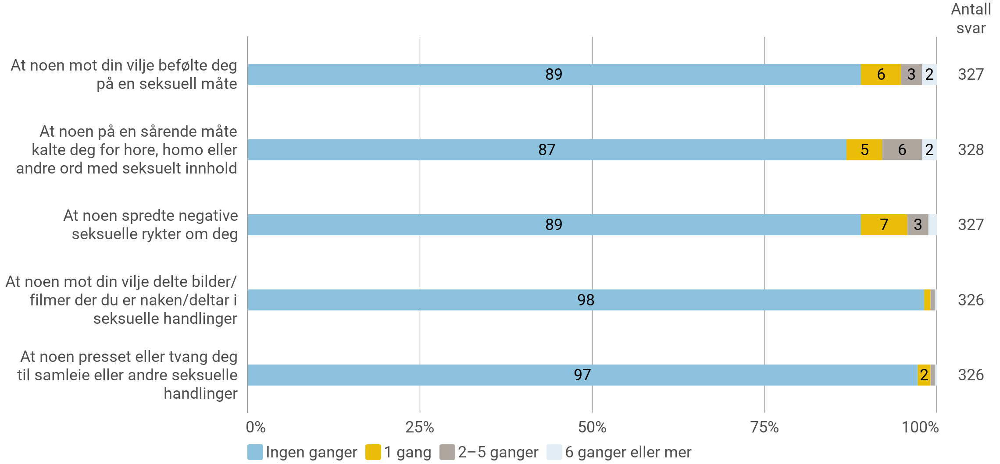 Antall
svar
At noen mot din vilje befølte deg
på en seksuell måte
89 6 3 2 327
At noen på en sårende måte
kalte deg for hore, homo eller
andre ord med seksuelt innhold
87 5 6 2 328
At noen spredte negative
seksuelle rykter om deg
89 7 3 327
At noen mot din vilje delte bilder/
filmer der du er naken/deltar i
seksuelle handlinger
98 326
At noen presset eller tvang deg
til samleie eller andre seksuelle
handlinger
97 2 326
0% 25% 50% 75% 100%
Ingen ganger 1 gang 2–5 ganger 6 ganger eller mer